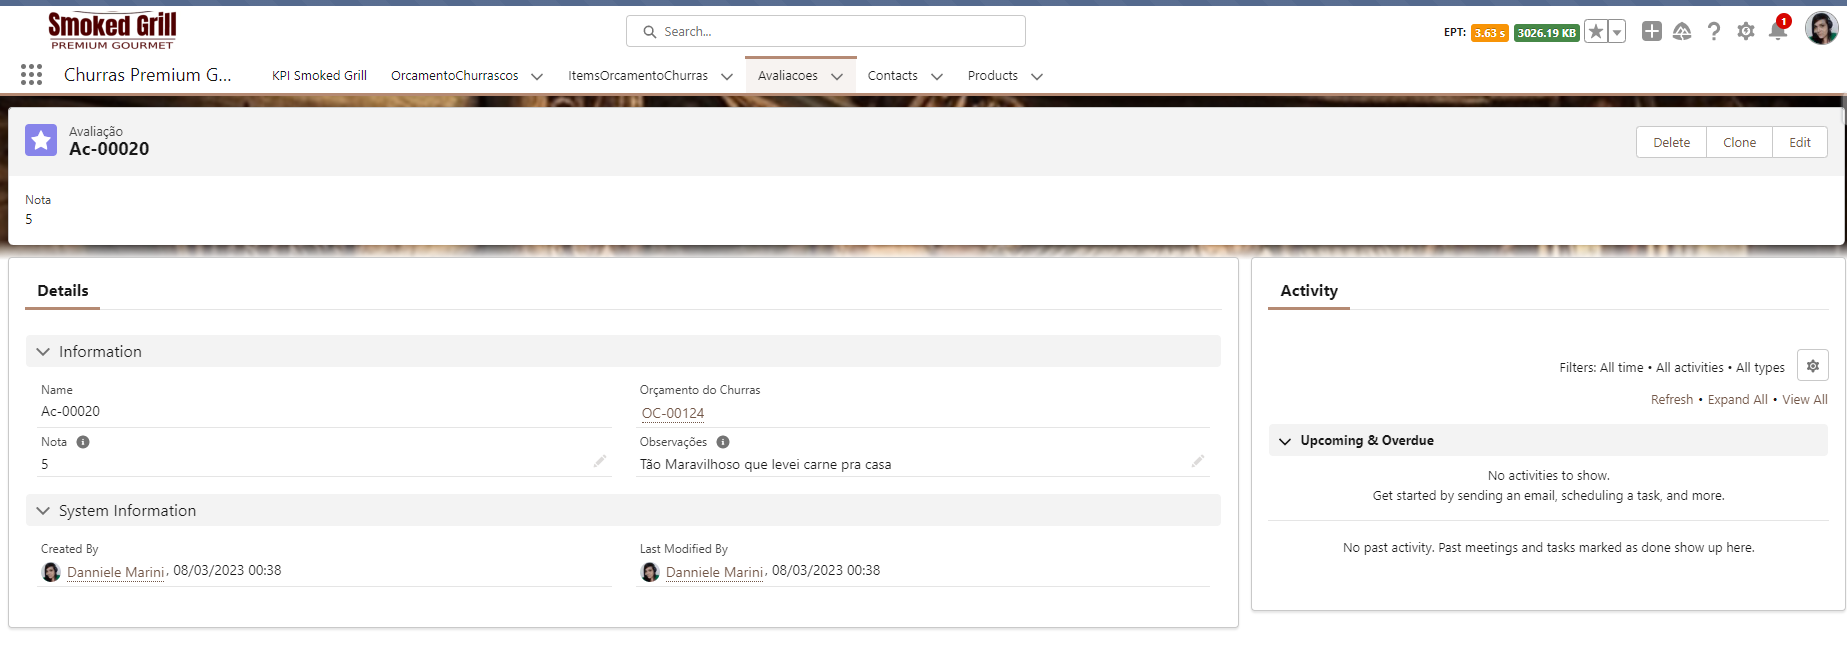 Smoked Grill
PREMIUM GOURMET
Search...
EPT: 3.63 s 3026.19 KB
1
Churras Premium G... KPI Smoked Grill OrcamentoChurrascos ItemsOrcamentoChurras Avaliacoes Contacts Products
Avaliação
Ac-00020
Delete Clone Edit
Nota
5
Details
Information
Name
Ac-00020
Orçamento do Churras
OC-00124
Nota
5
Observações
Tão Maravilhoso que levei carne pra casa
System Information
Created By
Danniele Marini, 08/03/2023 00:38
Last Modified By
Danniele Marini, 08/03/2023 00:38
Activity
Filters: All time • All activities • All types
Refresh • Expand All • View All
Upcoming & Overdue
No activities to show.
Get started by sending an email, scheduling a task, and more.
No past activity. Past meetings and tasks marked as done show up here.